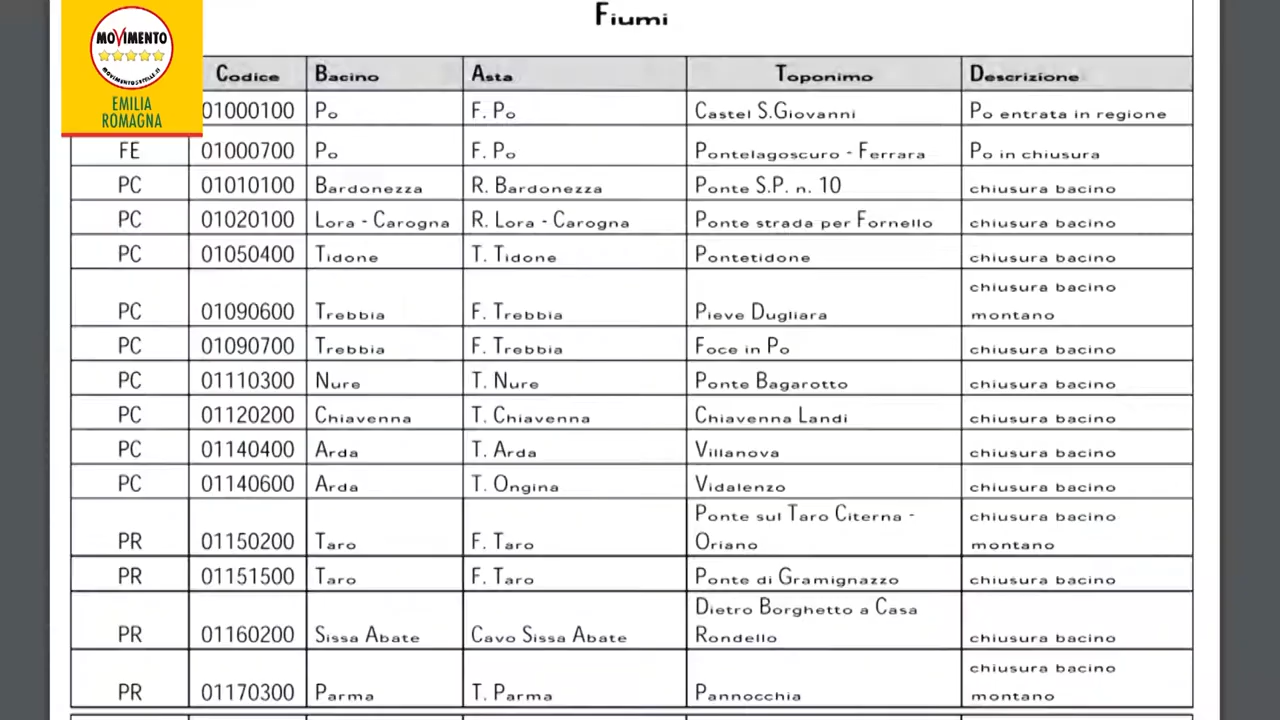 Fiumi
MOVIMENTO
MOVIMENTO5STELLE.IT
EMILIA
ROMAGNA
Codice Bacino Asta Toponimo Descrizione
01000100 Po F. Po Castel S.Giovanni Po entrata in regione
FE 01000700 Po F. Po Pontelagoscuro - Ferrara Po in chiusura
PC 01010100 Bardonezza R. Bardonezza Ponte S.P. n. 10 chiusura bacino
PC 01020100 Lora - Carogna R. Lora - Carogna Ponte strada per Fornello chiusura bacino
PC 01050400 Tidone T. Tidone Pontetidone chiusura bacino
chiusura bacino
PC 01090600 Trebbia F. Trebbia Pieve Dugliara montano
PC 01090700 Trebbia F. Trebbia Foce in Po chiusura bacino
PC 01110300 Nure T. Nure Ponte Bagarotto chiusura bacino
PC 01120200 Chiavenna T. Chiavenna Chiavenna Landi chiusura bacino
PC 01140400 Arda T. Arda Villanova chiusura bacino
PC 01140600 Arda T. Ongina Vidalenzo chiusura bacino
Ponte sul Taro Citerna - chiusura bacino
PR 01150200 Taro F. Taro Oriano montano
PR 01151500 Taro F. Taro Ponte di Gramignazzo chiusura bacino
Dietro Borghetto a Casa
PR 01160200 Sissa Abate Cavo Sissa Abate Rondello chiusura bacino
chiusura bacino
PR 01170300 Parma T. Parma Pannocchia montano